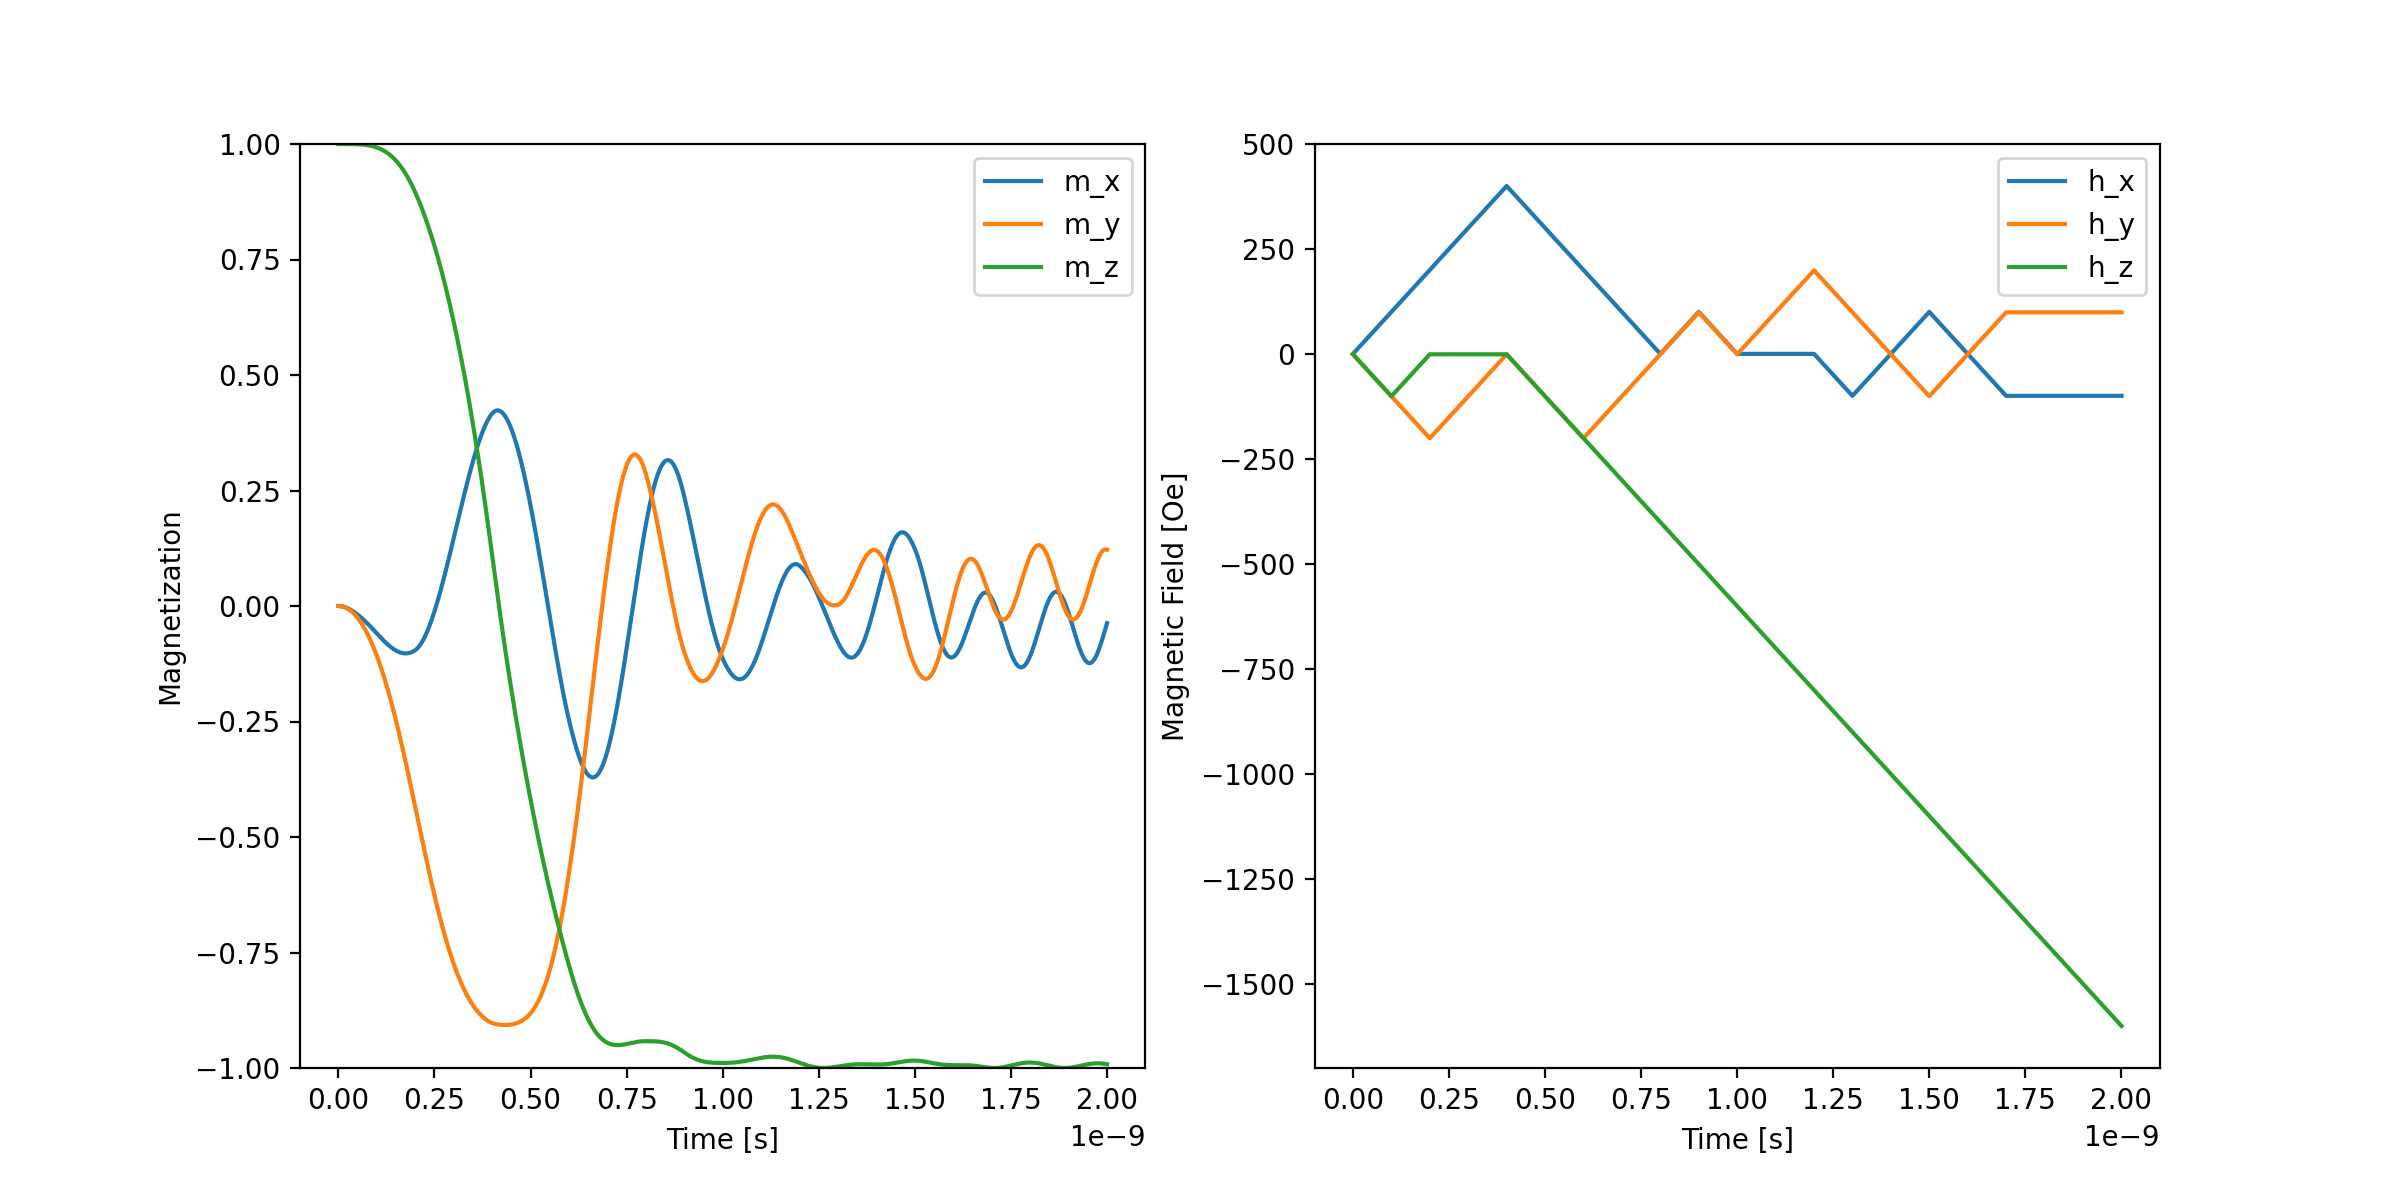 1.00
0.75
0.50
0.25
0.00
−0.25
−0.50
−0.75
−1.00
Magnetization
m_x
m_y
m_z
0.00 0.25 0.50 0.75 1.00 1.25 1.50 1.75 2.00
Time [s]
1e−9
500
250
0
−250
−500
−750
−1000
−1250
−1500
Magnetic Field [Oe]
h_x
h_y
h_z
0.00 0.25 0.50 0.75 1.00 1.25 1.50 1.75 2.00
Time [s]
1e−9